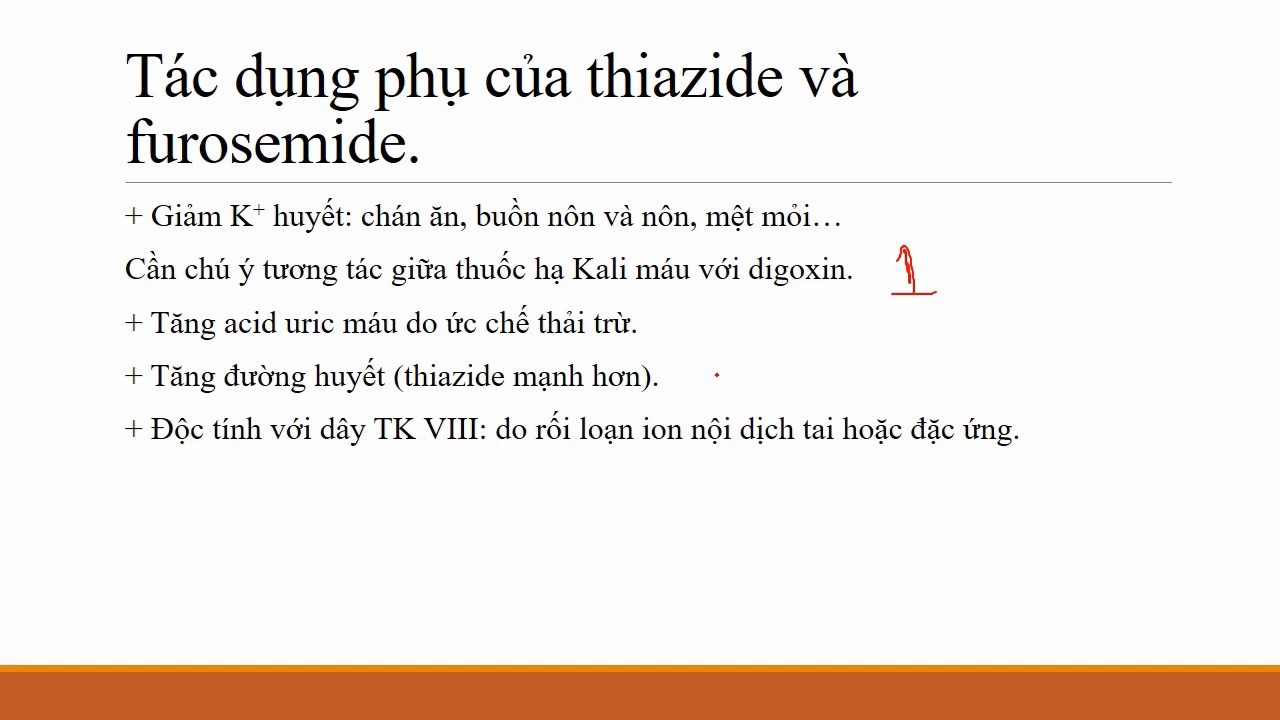 Tác dụng phụ của thiazide và
furosemide.
+ Giảm K⁺ huyết: chán ăn, buồn nôn và nôn, mệt mỏi…
Cần chú ý tương tác giữa thuốc hạ Kali máu với digoxin.
+ Tăng acid uric máu do ức chế thải trừ.
+ Tăng đường huyết (thiazide mạnh hơn).
+ Độc tính với dây TK VIII: do rối loạn ion nội dịch tai hoặc đặc ứng.